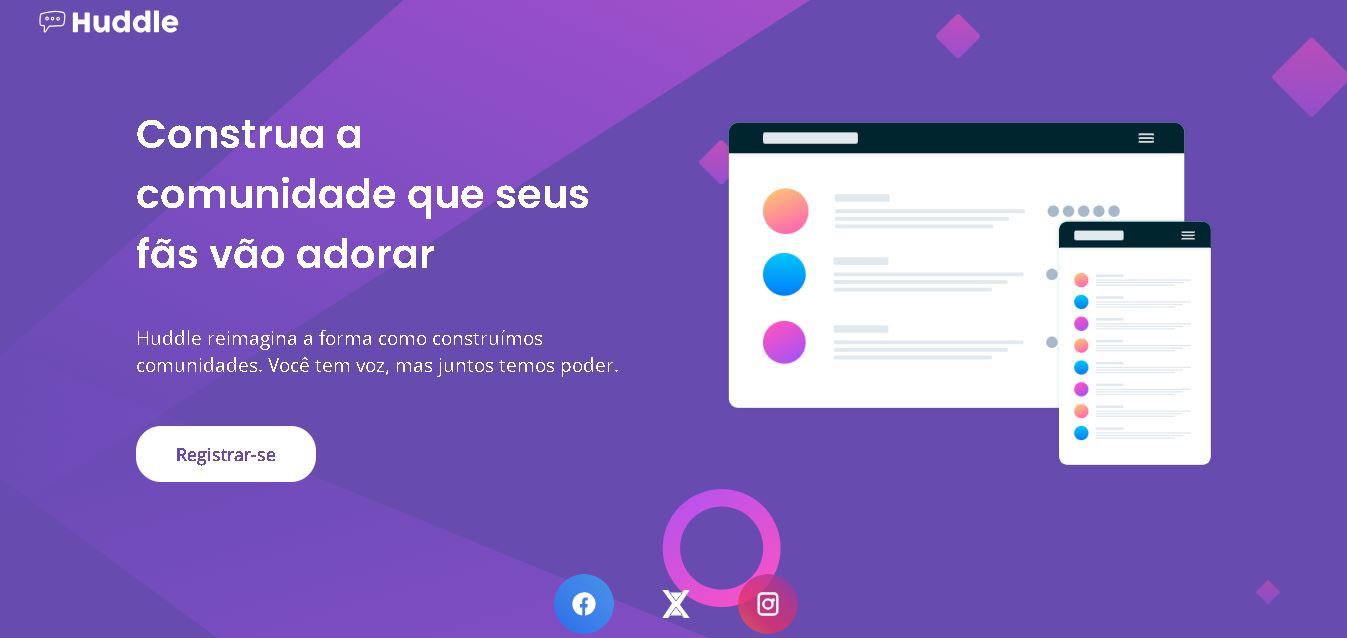 Huddle
Construa a
comunidade que seus
fãs vão adorar
Huddle reimagina a forma como construímos
comunidades. Você tem voz, mas juntos temos poder.
Registrar-se